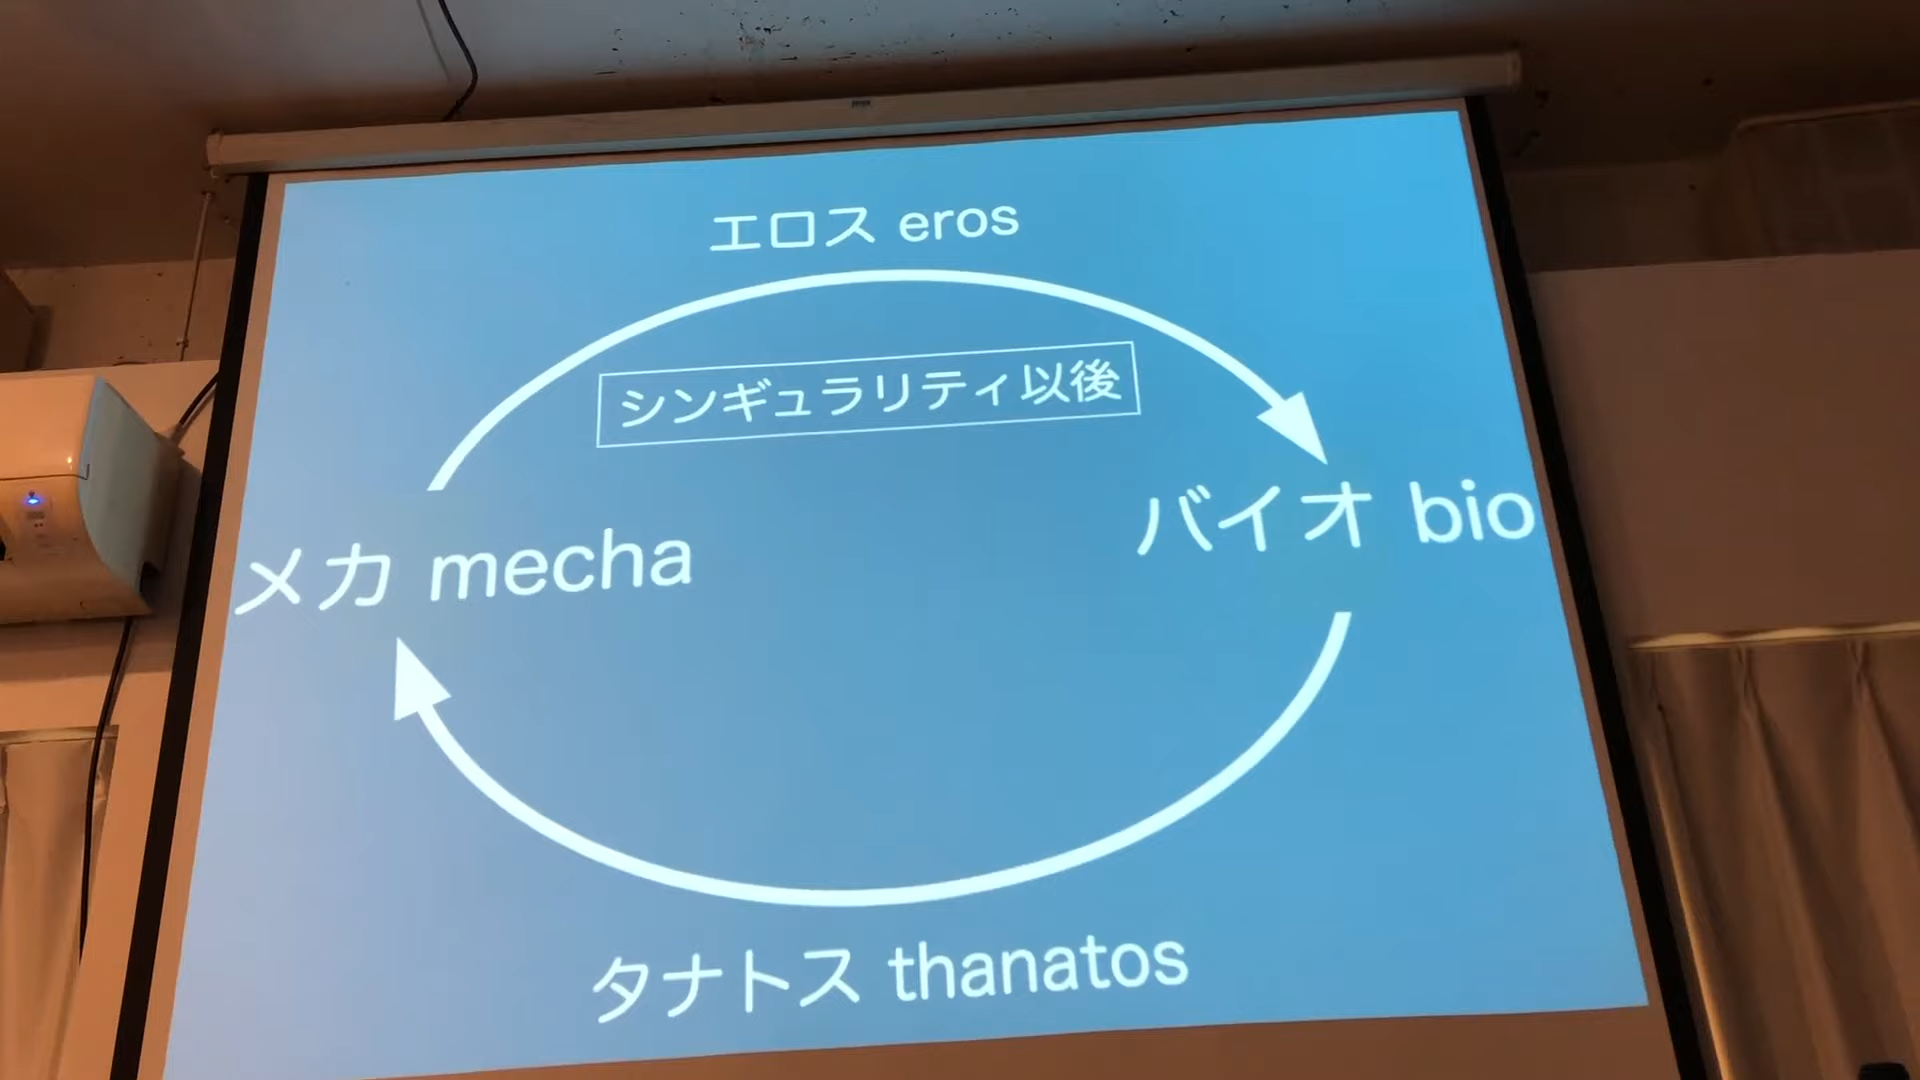 エロス eros
シンギュラリティ以後
メカ mecha
バイオ bio
タナトス thanatos